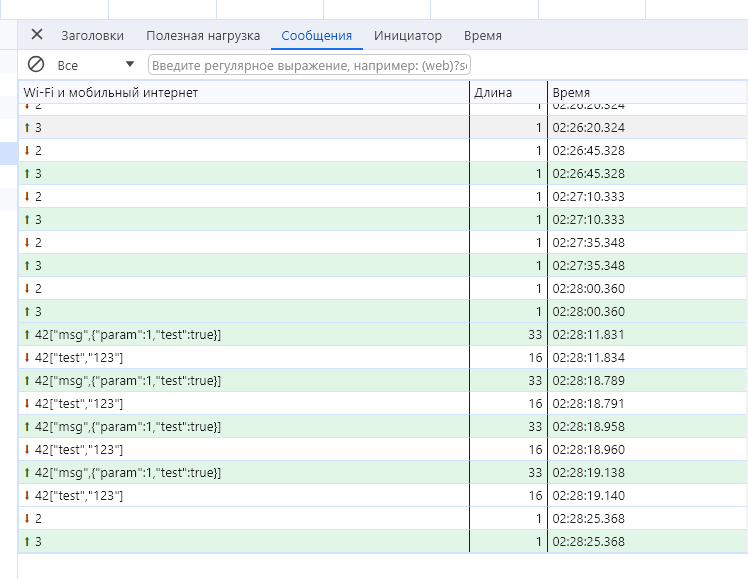 Заголовки Полезная нагрузка Сообщения Инициатор Время
Все Введите регулярное выражение, например: (web)?so
Wi-Fi и мобильный интернет Длина Время
2 1 02:26:20.324
3 1 02:26:20.324
2 1 02:26:45.328
3 1 02:26:45.328
2 1 02:27:10.333
3 1 02:27:10.333
2 1 02:27:35.348
3 1 02:27:35.348
2 1 02:28:00.360
3 1 02:28:00.360
42["msg",{"param":1,"test":true}] 33 02:28:11.831
42["test","123"] 16 02:28:11.834
42["msg",{"param":1,"test":true}] 33 02:28:18.789
42["test","123"] 16 02:28:18.791
42["msg",{"param":1,"test":true}] 33 02:28:18.958
42["test","123"] 16 02:28:18.960
42["msg",{"param":1,"test":true}] 33 02:28:19.138
42["test","123"] 16 02:28:19.140
2 1 02:28:25.368
3 1 02:28:25.368